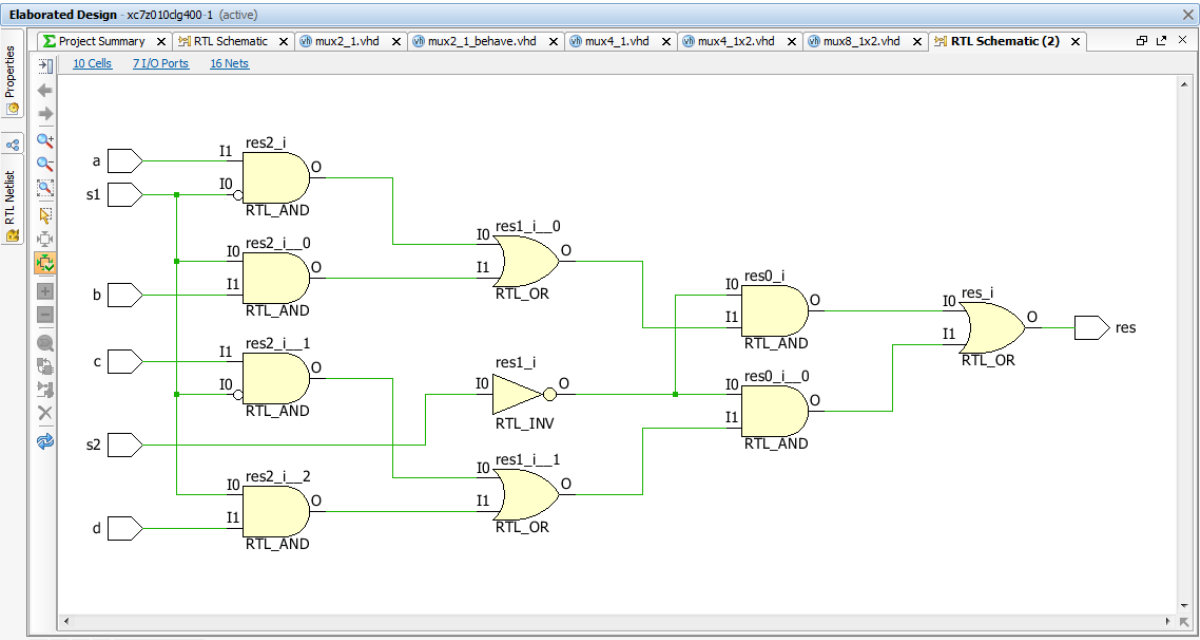 Elaborated Design - xc7z010clg400-1 (active)
Properties
RTL Netlist
Project Summary
RTL Schematic
mux2_1.vhd
mux2_1_behave.vhd
mux4_1.vhd
mux4_1x2.vhd
mux8_1x2.vhd
RTL Schematic (2)
10 Cells 7 I/O Ports 16 Nets
a
s1
b
c
s2
d
res2_i
I1
I0
O
RTL_AND
res2_i__0
I0
I1
O
RTL_AND
res2_i__1
I1
I0
O
RTL_AND
res2_i__2
I0
I1
O
RTL_AND
res1_i__0
I0
I1
O
RTL_OR
res1_i
I0
O
RTL_INV
res1_i__1
I0
I1
O
RTL_OR
res0_i
I0
I1
O
RTL_AND
res0_i__0
I0
I1
O
RTL_AND
res_i
I0
I1
O
RTL_OR
res